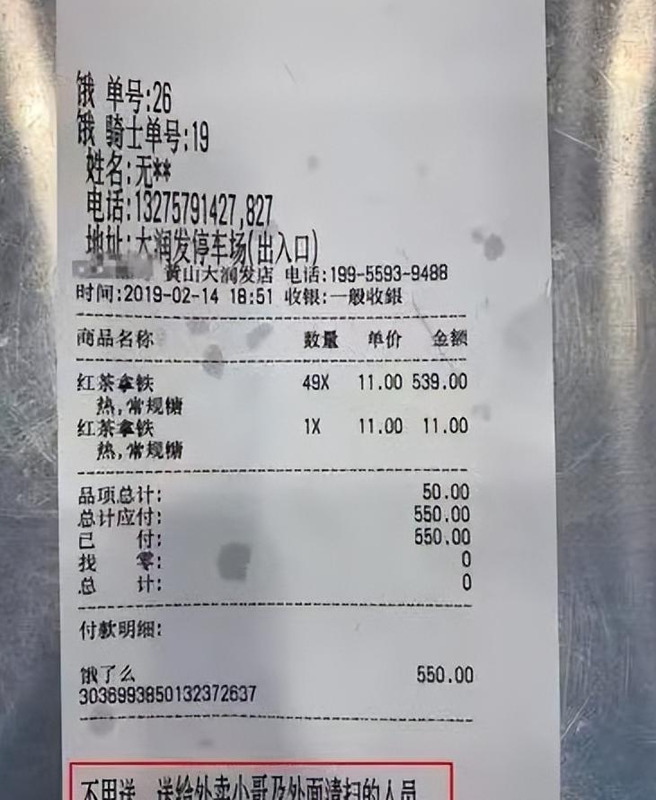 饿 单号:26
饿 骑士单号:19
姓名:无**
电话:13275791427,827
地址:大润发停车场(出入口)
黄山大润发店 电话:199-5593-9488
时间:2019-02-14 18:51 收银:一般收銀
商品名称 数量 单价 金额
红茶拿铁 49X 11.00 539.00
热,常规糖
红茶拿铁 1X 11.00 11.00
热,常规糖
品项总计: 50.00
总计应付: 550.00
已 付: 550.00
找 零: 0
总 计: 0
付款明细:
饿了么 550.00
3036993850132372637
不用送 送给外卖小哥及外面清扫的人员